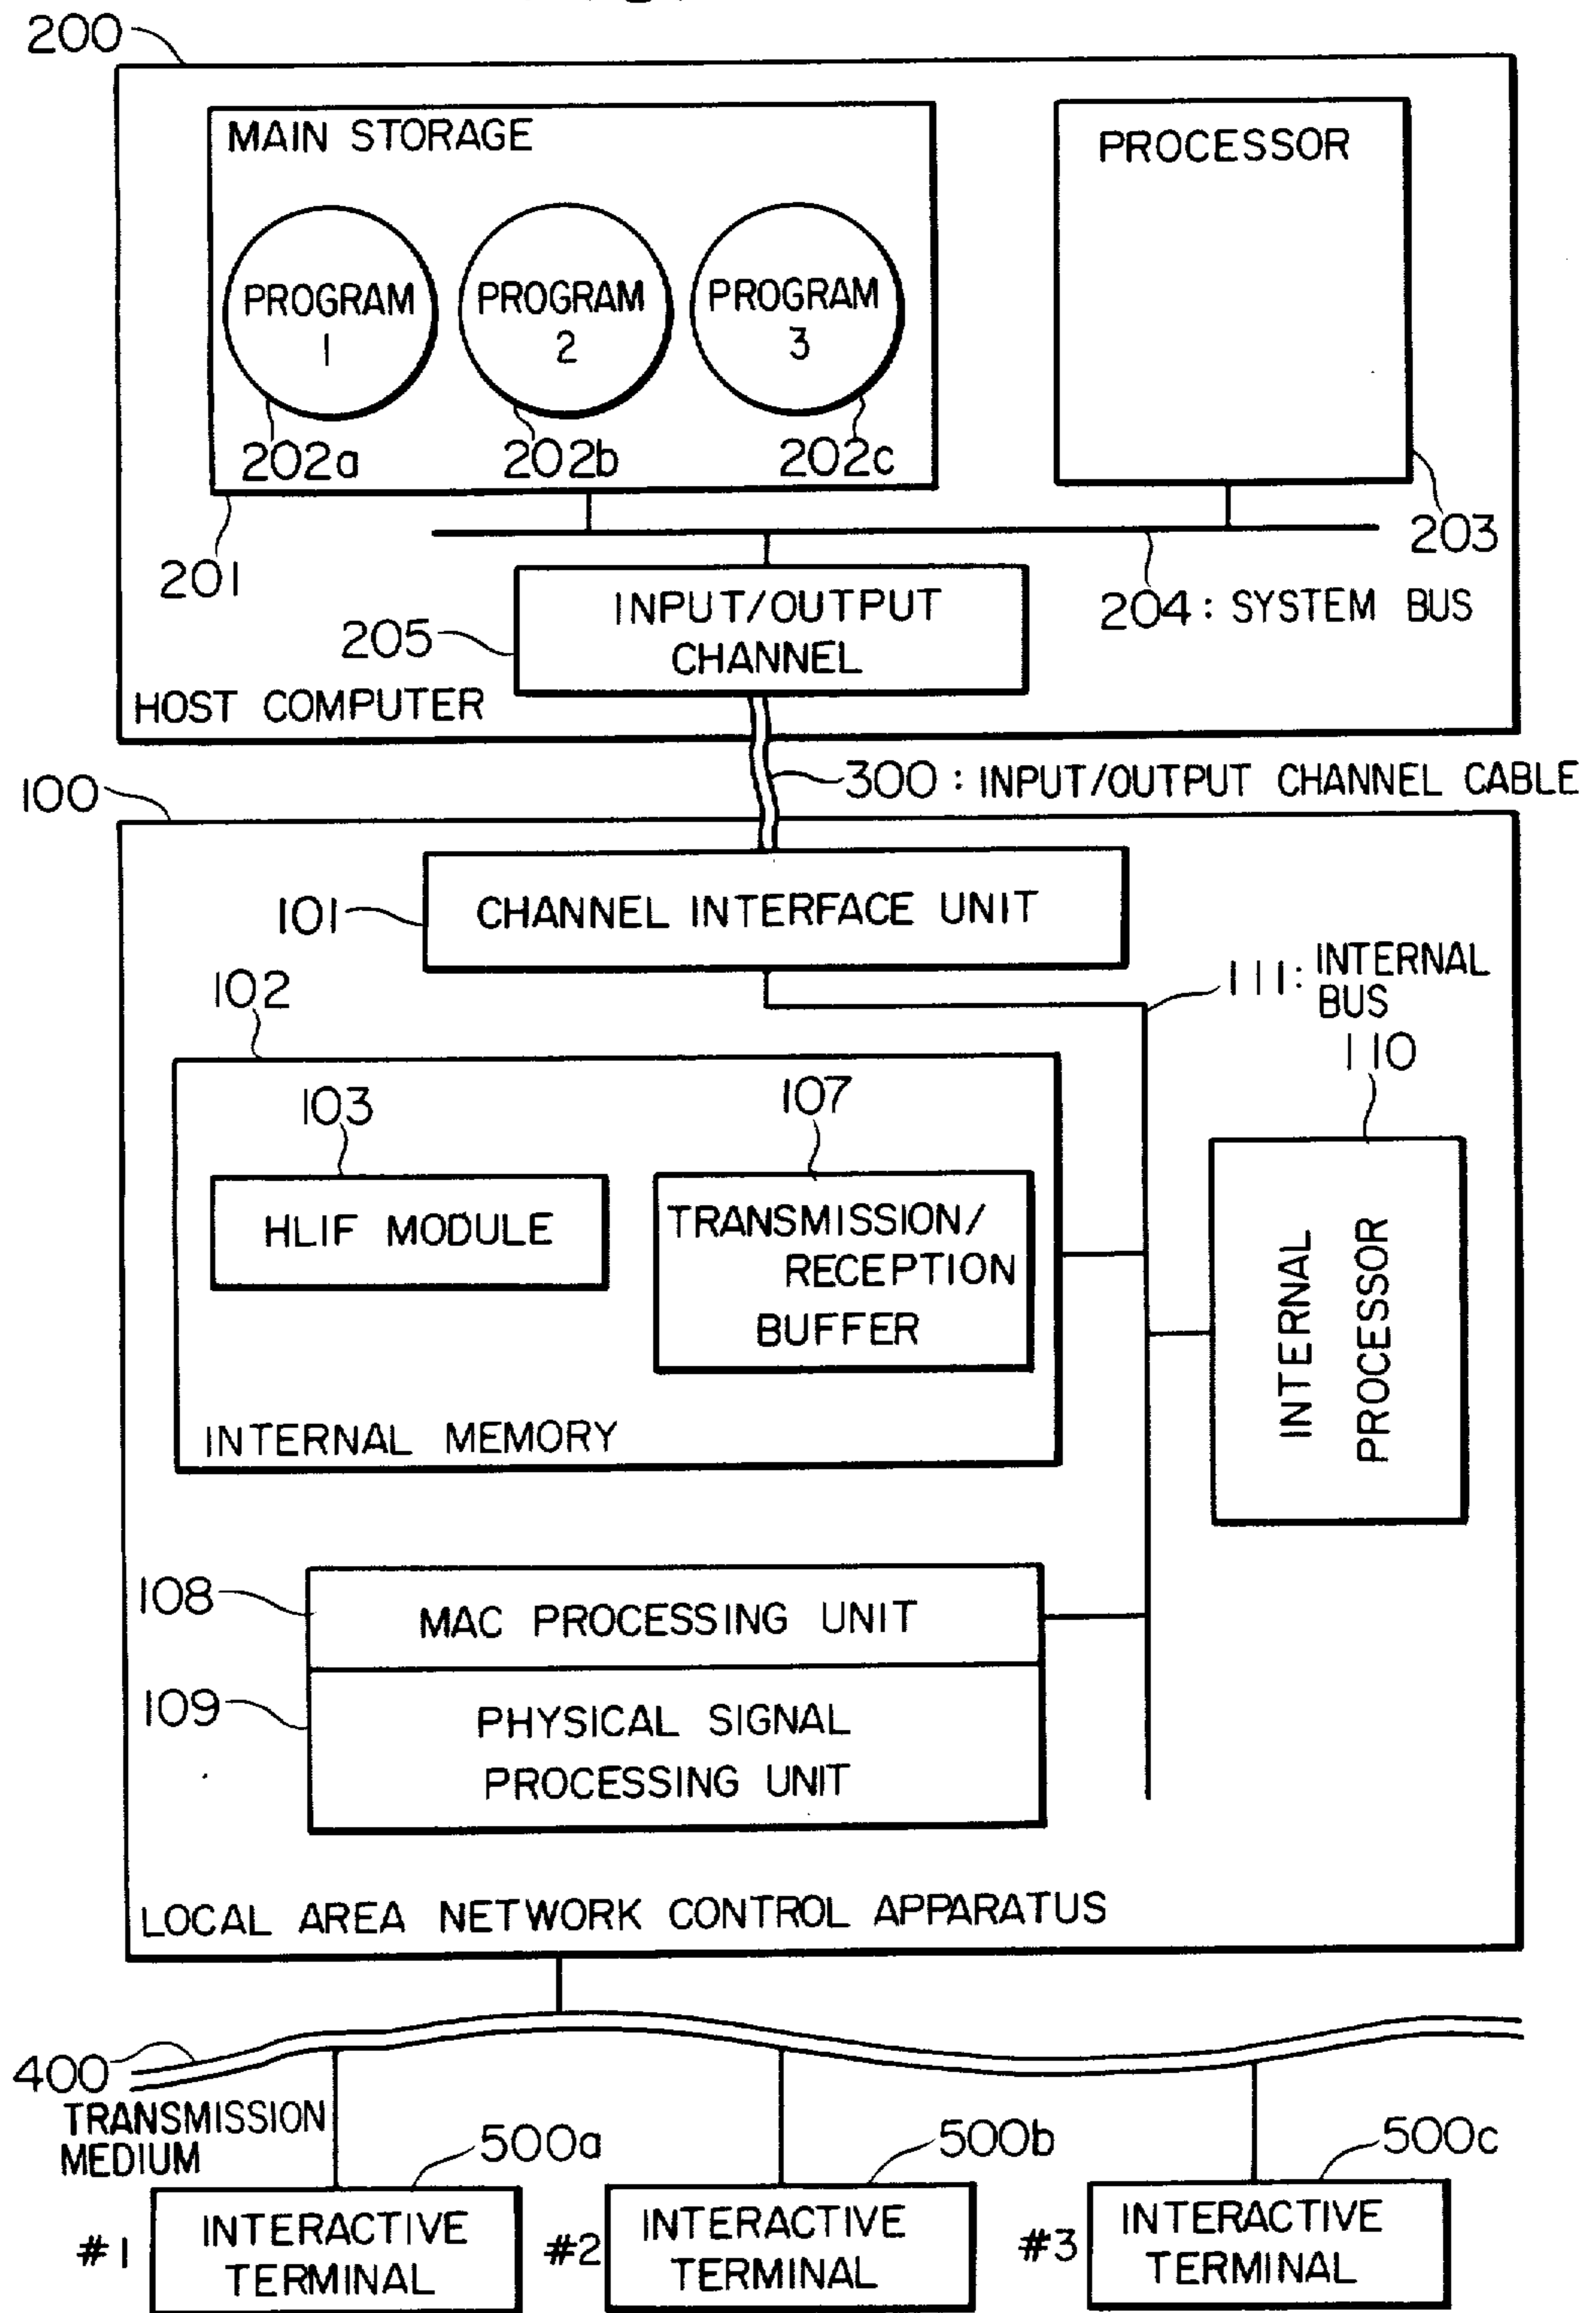 200
MAIN STORAGE
PROCESSOR
PROGRAM
1
PROGRAM
2
PROGRAM
3
202a
202b
202c
203
201
204 : SYSTEM BUS
INPUT/OUTPUT
CHANNEL
205
HOST COMPUTER
300 : INPUT/OUTPUT CHANNEL CABLE
100
101
CHANNEL INTERFACE UNIT
111 : INTERNAL
BUS
102
110
103
107
HLIF MODULE
TRANSMISSION/
RECEPTION
BUFFER
INTERNAL
PROCESSOR
INTERNAL MEMORY
108
MAC PROCESSING UNIT
109
PHYSICAL SIGNAL
PROCESSING UNIT
LOCAL AREA NETWORK CONTROL APPARATUS
400
TRANSMISSION
MEDIUM
500a
500b
500c
#1
INTERACTIVE
TERMINAL
#2
INTERACTIVE
TERMINAL
#3
INTERACTIVE
TERMINAL